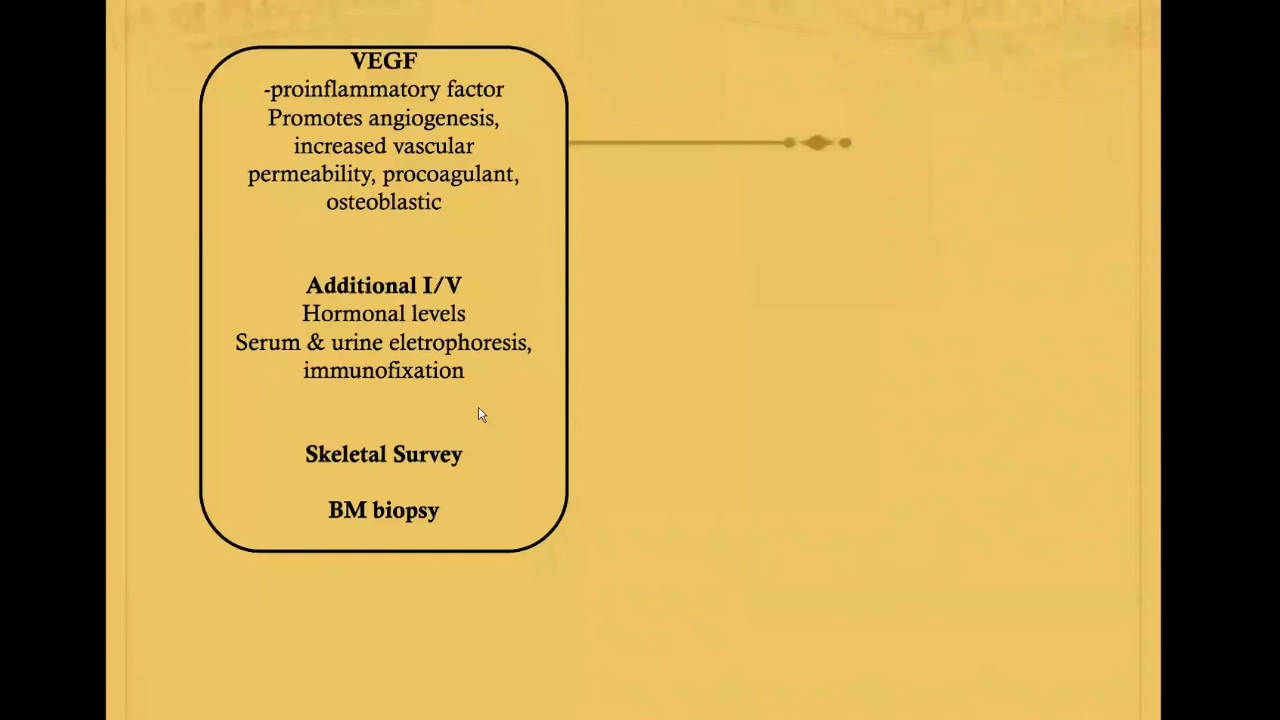 VEGF
-proinflammatory factor
Promotes angiogenesis,
increased vascular
permeability, procoagulant,
osteoblastic
Additional I/V
Hormonal levels
Serum & urine eletrophoresis,
immunofixation
Skeletal Survey
BM biopsy